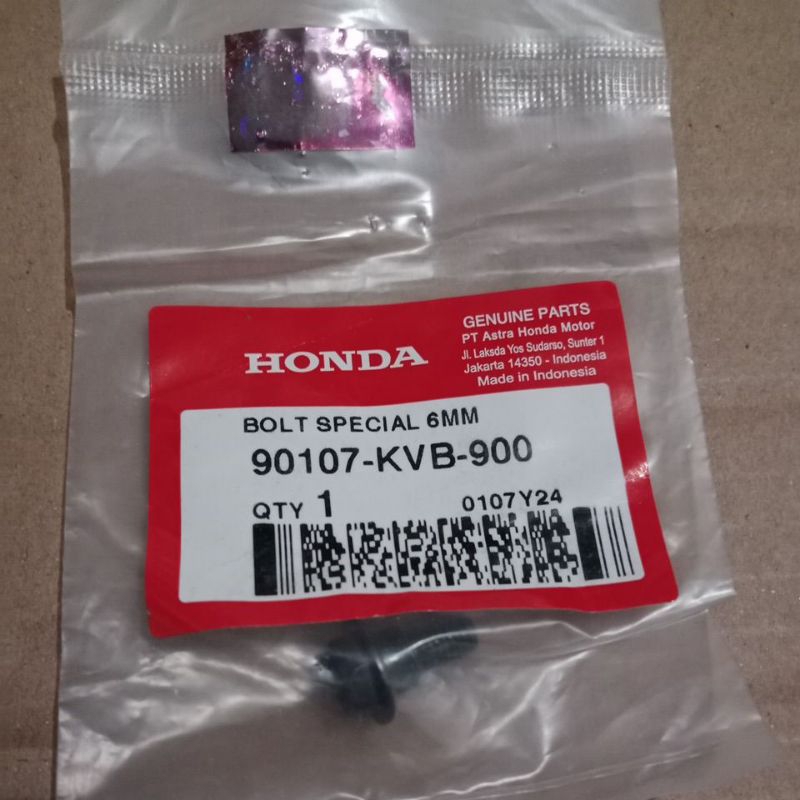 HONDA
GENUINE PARTS
PT Astra Honda Motor
Jl. Laksda Yos Sudarso, Sunter 1
Jakarta 14350 - Indonesia
Made in Indonesia
BOLT SPECIAL 6MM
90107-KVB-900
QTY 1
0107Y24